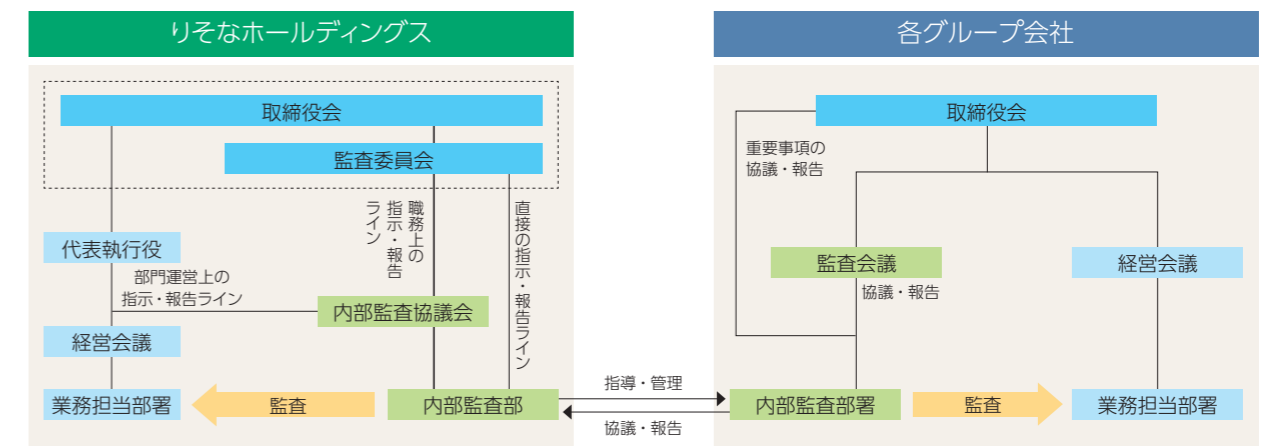 りそなホールディングス
取締役会
監査委員会
職務上の
指示・報告
ライン
直接の指示・報告ライン
代表執行役
部門運営上の
指示・報告ライン
内部監査協議会
経営会議
業務担当部署
監査
内部監査部
指導・管理
協議・報告
各グループ会社
取締役会
重要事項の
協議・報告
監査会議
経営会議
協議・報告
内部監査部署
監査
業務担当部署